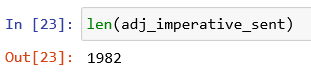 In [23]: len(adj_imperative_sent)
Out[23]: 1982